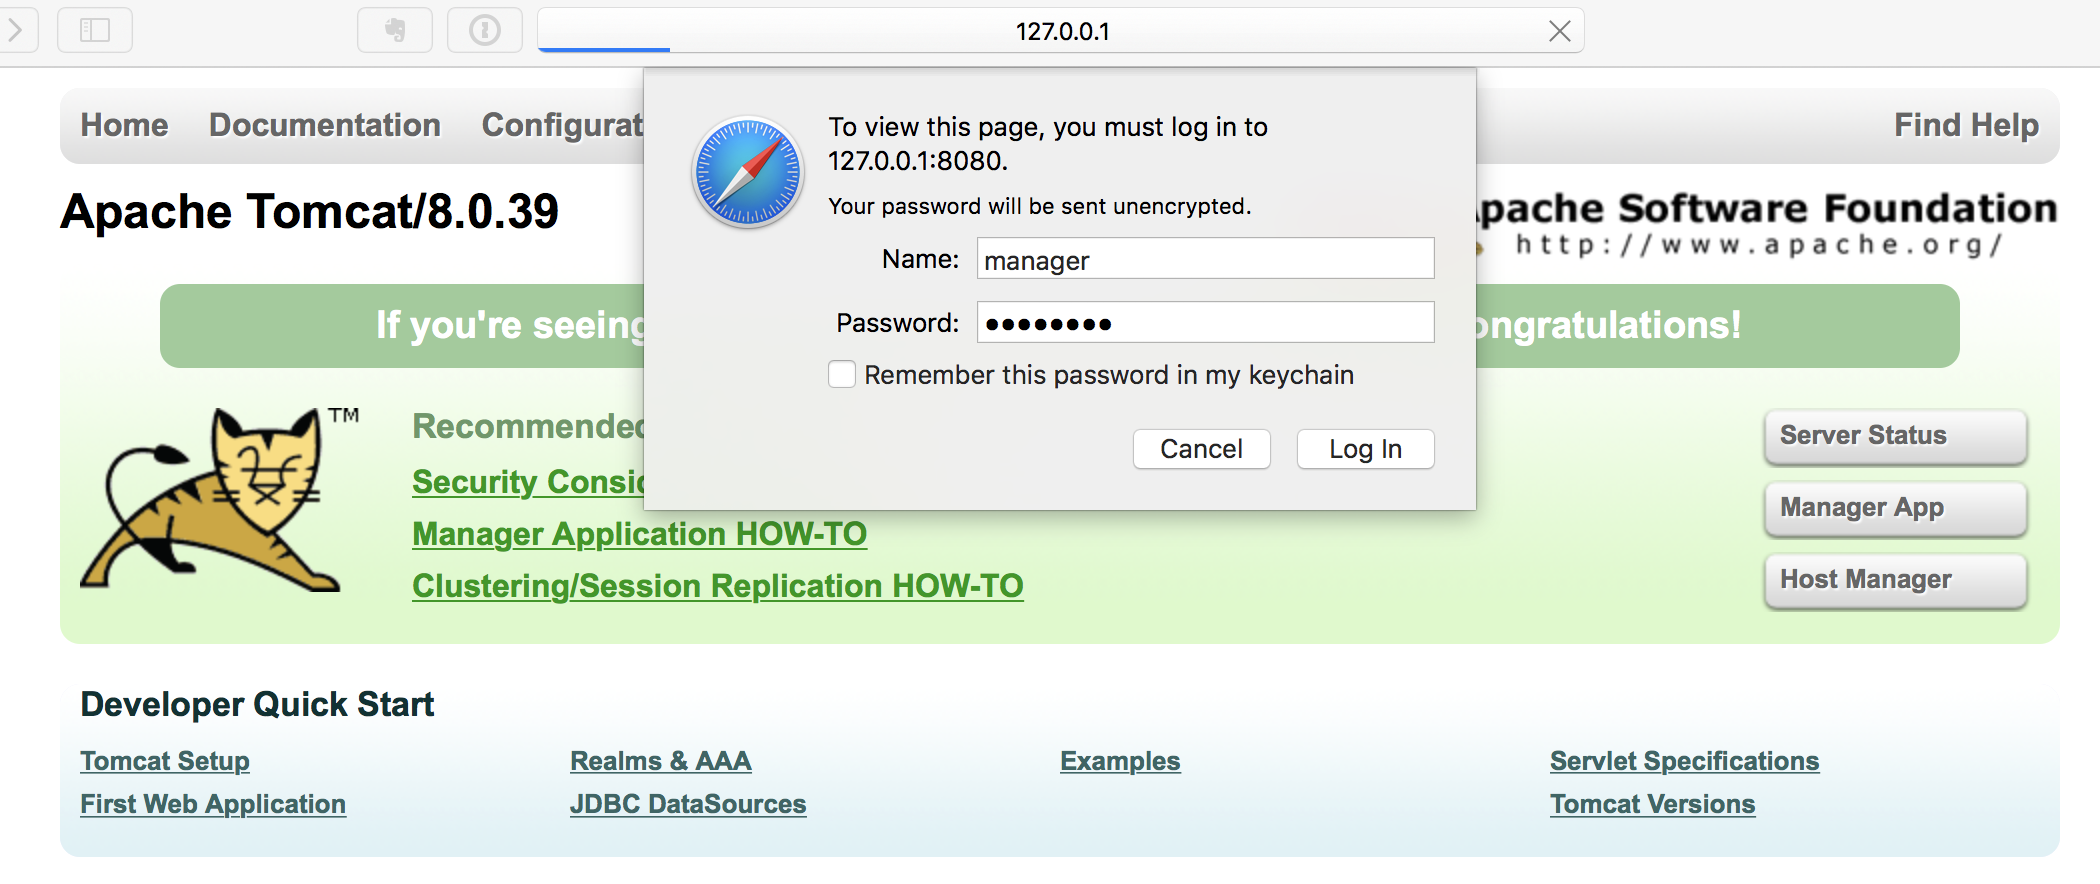 127.0.0.1
To view this page, you must log in to
127.0.0.1:8080.
Your password will be sent unencrypted.
Name: manager
Password: ●●●●●●●●
Remember this password in my keychain
Cancel Log In
Home Documentation Configurat Find Help
Apache Tomcat/8.0.39
pache Software Foundation
http://www.apache.org/
If you're seeing ongratulations!
TM
Recommended
Security Consid
Manager Application HOW-TO
Clustering/Session Replication HOW-TO
Server Status
Manager App
Host Manager
Developer Quick Start
Tomcat Setup Realms & AAA Examples Servlet Specifications
First Web Application JDBC DataSources Tomcat Versions